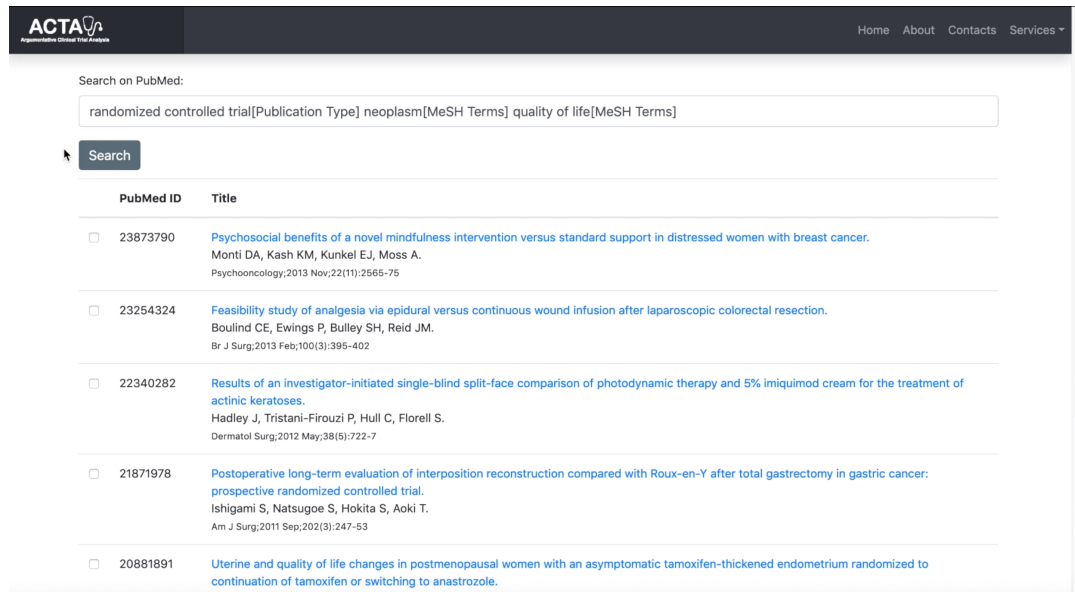 ACTA
Argumentative Clinical Trial Analysis
Home About Contacts Services
Search on PubMed:
randomized controlled trial[Publication Type] neoplasm[MeSH Terms] quality of life[MeSH Terms]
Search
PubMed ID Title
23873790 Psychosocial benefits of a novel mindfulness intervention versus standard support in distressed women with breast cancer.
Monti DA, Kash KM, Kunkel EJ, Moss A.
Psychooncology;2013 Nov;22(11):2565-75
23254324 Feasibility study of analgesia via epidural versus continuous wound infusion after laparoscopic colorectal resection.
Boulind CE, Ewings P, Bulley SH, Reid JM.
Br J Surg;2013 Feb;100(3):395-402
22340282 Results of an investigator-initiated single-blind split-face comparison of photodynamic therapy and 5% imiquimod cream for the treatment of
actinic keratoses.
Hadley J, Tristani-Firouzi P, Hull C, Florell S.
Dermatol Surg;2012 May;38(5):722-7
21871978 Postoperative long-term evaluation of interposition reconstruction compared with Roux-en-Y after total gastrectomy in gastric cancer:
prospective randomized controlled trial.
Ishigami S, Natsugoe S, Hokita S, Aoki T.
Am J Surg;2011 Sep;202(3):247-53
20881891 Uterine and quality of life changes in postmenopausal women with an asymptomatic tamoxifen-thickened endometrium randomized to
continuation of tamoxifen or switching to anastrozole.